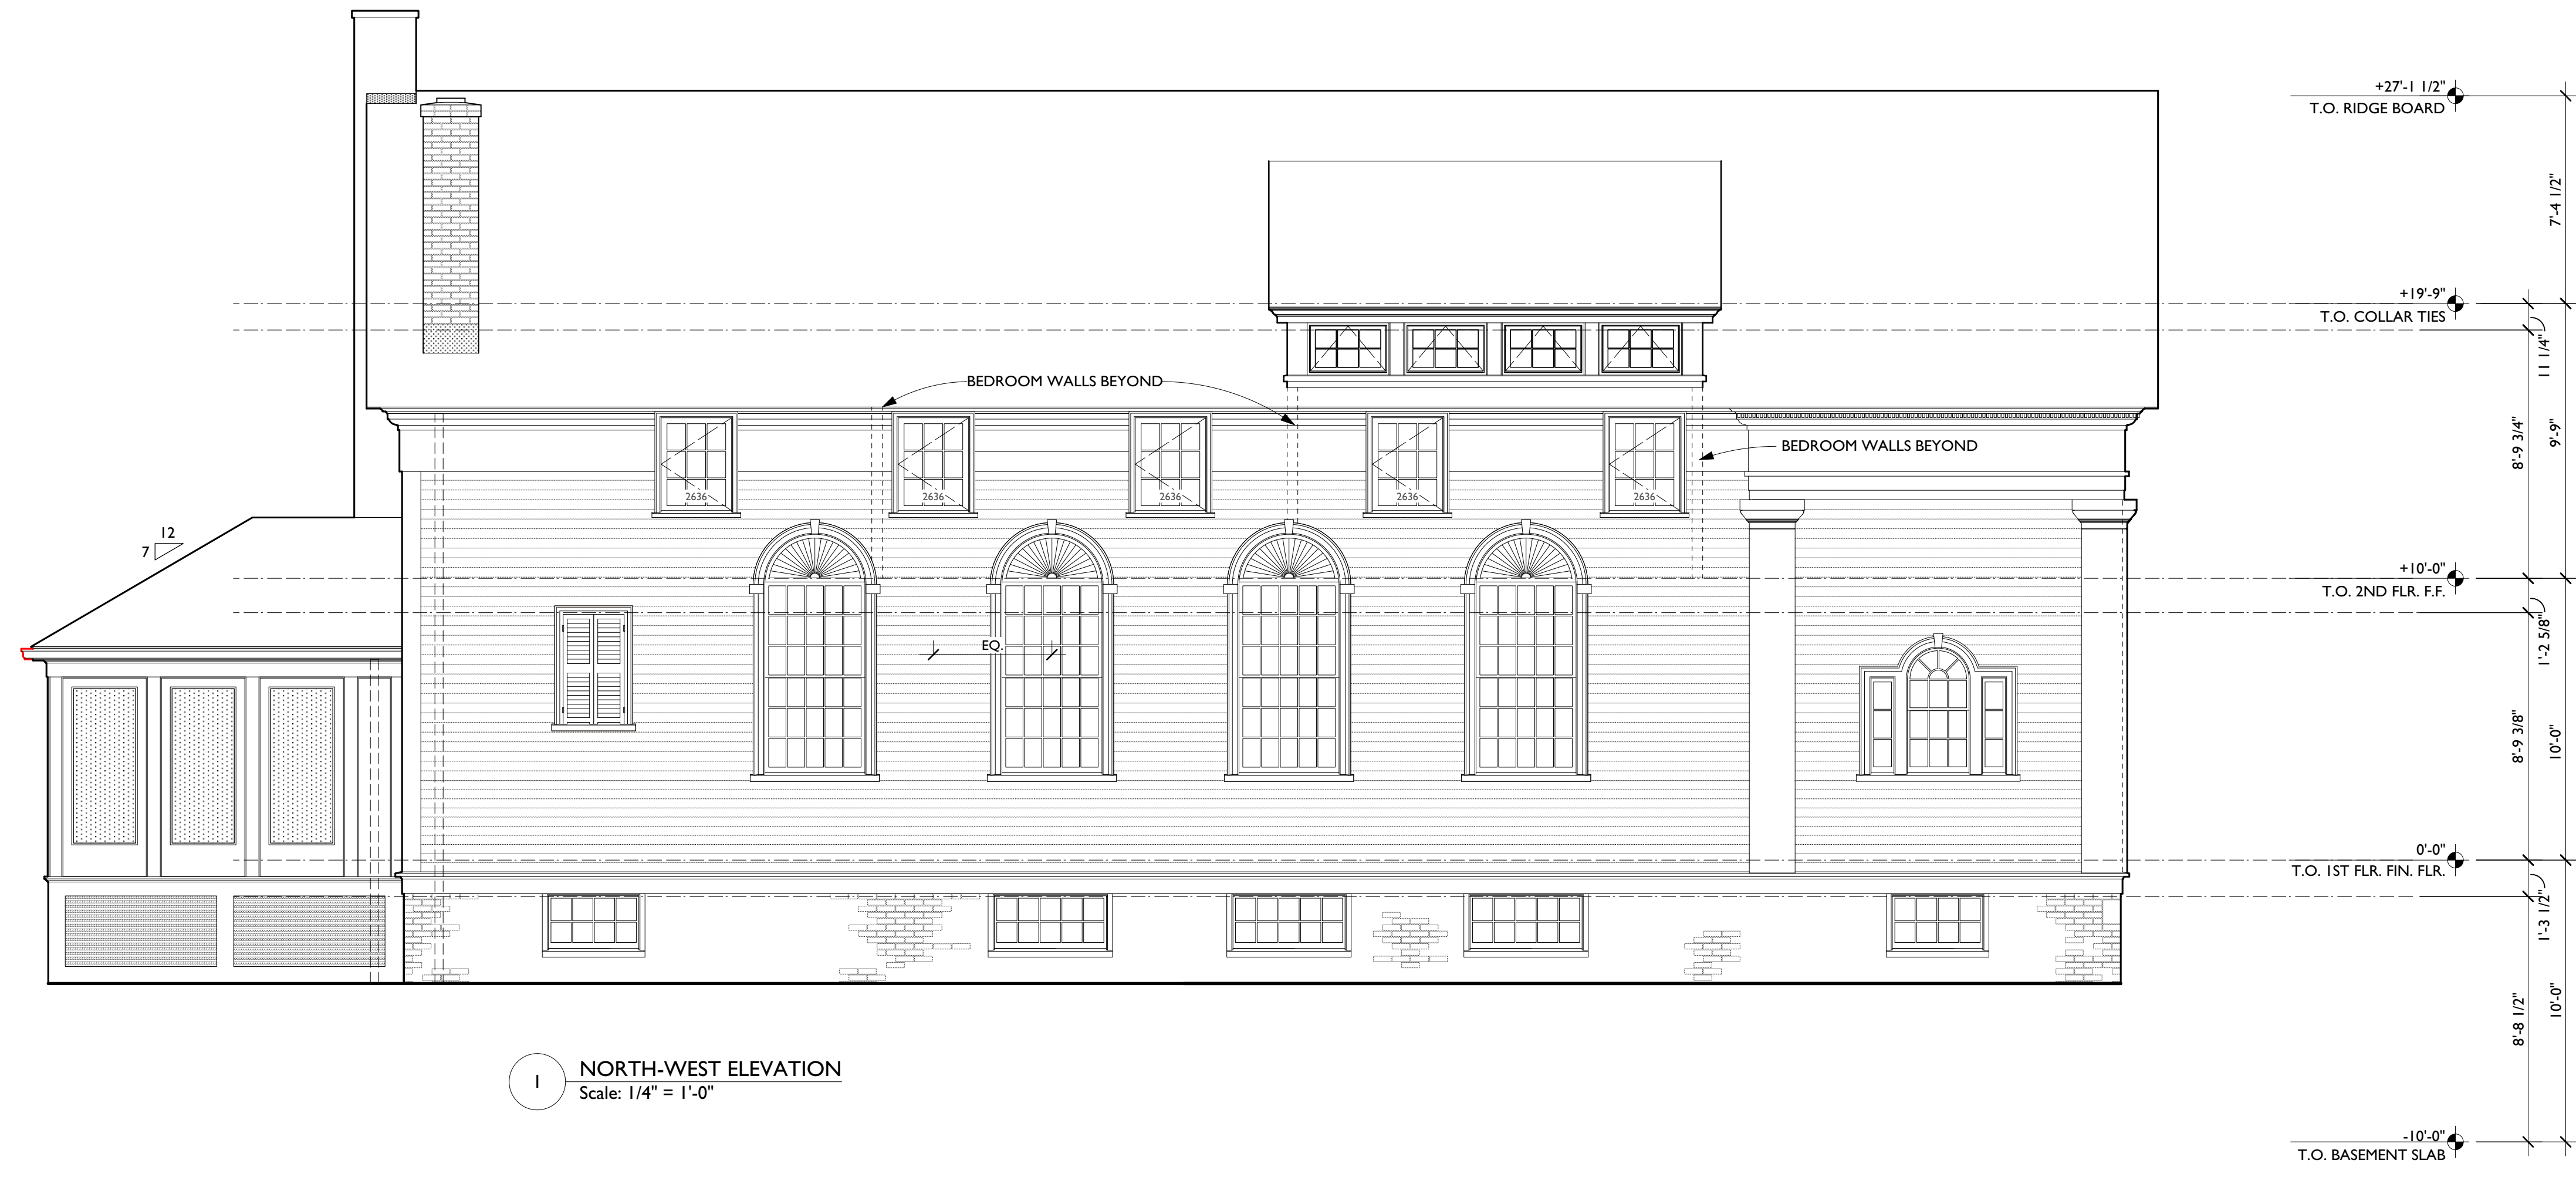 +27'-1 1/2"
T.O. RIDGE BOARD
7'-4 1/2"
+19'-9"
T.O. COLLAR TIES
11 1/4"
BEDROOM WALLS BEYOND
BEDROOM WALLS BEYOND
8'-9 3/4"
9'-9"
2636
2636
2636
2636
2636
12
7
+10'-0"
T.O. 2ND FLR. F.F.
1'-2 5/8"
EQ.
8'-9 3/8"
10'-0"
0'-0"
T.O. 1ST FLR. FIN. FLR.
1'-3 1/2"
8'-8 1/2"
10'-0"
1
NORTH-WEST ELEVATION
Scale: 1/4" = 1'-0"
-10'-0"
T.O. BASEMENT SLAB